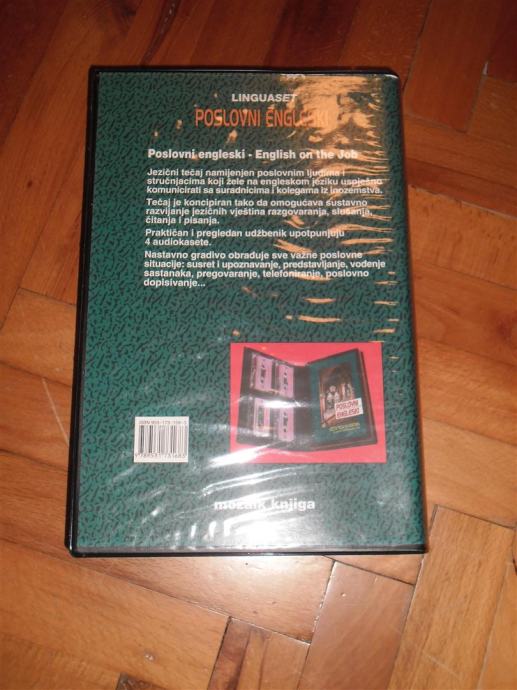 LINGUASET
POSLOVNI ENGLESKI
Poslovni engleski - English on the Job
Jezični tečaj namijenjen poslovnim ljudima i
stručnjacima koji žele na engleskom jeziku uspješno
komunicirati sa suradnicima i kolegama iz inozemstva.
Tečaj je koncipiran tako da omogućava sustavno
razvijanje jezičnih vještina razgovaranja, slušanja,
čitanja i pisanja.
Praktičan i pregledan udžbenik upotpunjuju
4 audiokasete.
Nastavno gradivo obrađuje sve važne poslovne
situacije: susret i upoznavanje, predstavljanje, vođenje
sastanaka, pregovaranje, telefoniranje, poslovno
dopisivanje...
POSLOVNI
ENGLESKI
ISBN
mozaik knjiga